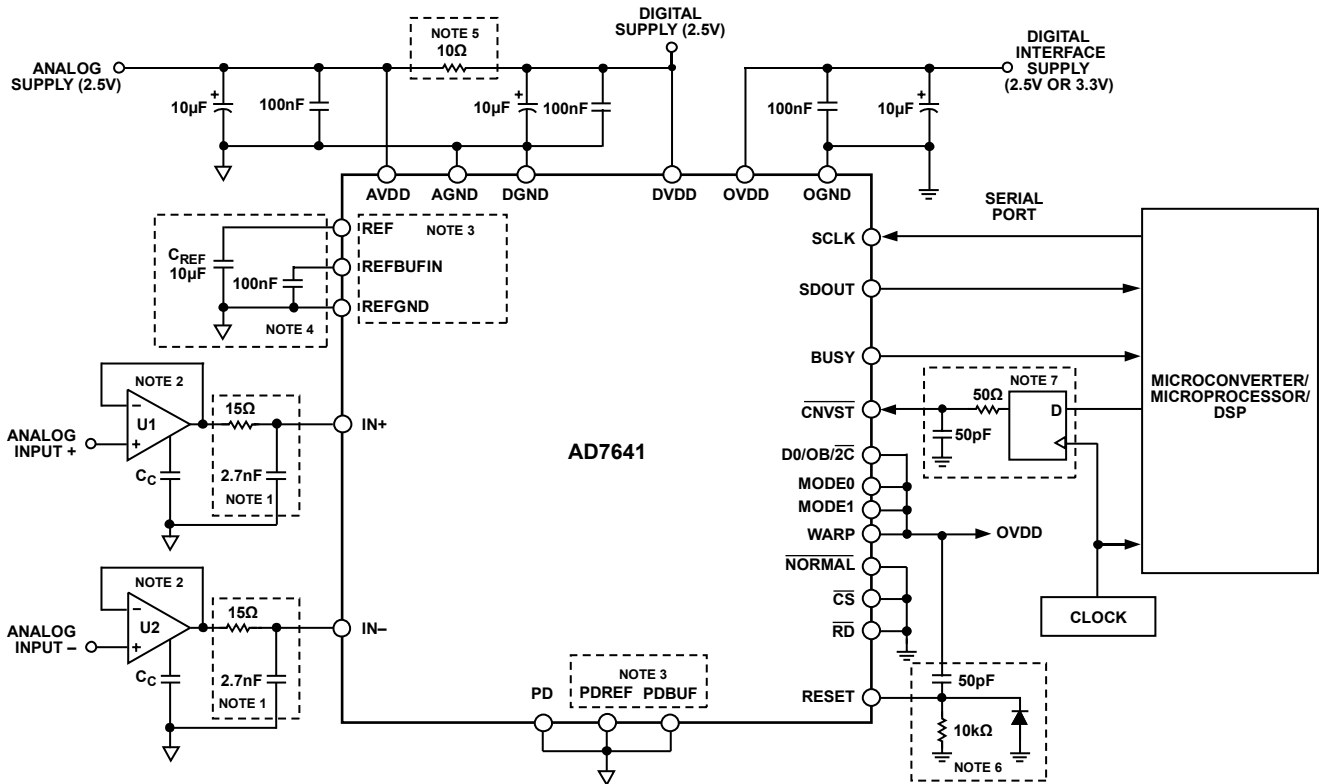 ANALOG
SUPPLY (2.5V)
NOTE 5
10Ω
DIGITAL
SUPPLY (2.5V)
DIGITAL
INTERFACE
SUPPLY
(2.5V OR 3.3V)
10µF
+
100nF
10µF
+
100nF
100nF
10µF
+
AVDD
AGND
DGND
DVDD
OVDD
OGND
CREF
10µF
100nF
NOTE 4
REF
REFBUFIN
REFGND
NOTE 3
SERIAL
PORT
SCLK
SDOUT
BUSY
CNVST
D0/OB/2C
MODE0
MODE1
WARP
NORMAL
CS
RD
RESET
NOTE 7
50Ω
D
50pF
MICROCONVERTER/
MICROPROCESSOR/
DSP
OVDD
CLOCK
AD7641
NOTE 2
–
U1
+
ANALOG
INPUT +
CC
15Ω
2.7nF
NOTE 1
IN+
NOTE 2
–
U2
+
ANALOG
INPUT –
CC
15Ω
2.7nF
NOTE 1
IN–
NOTE 3
PD
PDREF
PDBUF
50pF
10kΩ
NOTE 6